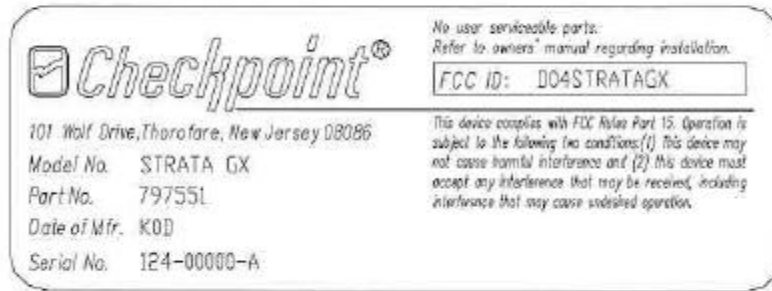 Checkpoint®
101 Wolf Drive, Thorofare, New Jersey 08086
Model No. STRATA GX
Part No. 797551
Date of Mfr. K0D
Serial No. 124-00000-A
No user serviceable parts.
Refer to owners' manual regarding installation.
FCC ID: DO4STRATAGX
This device complies with FCC Rules Part 15. Operation is
subject to the following two conditions:(1) This device may
not cause harmful interference and (2) this device must
accept any interference that may be received, including
interference that may cause undesired operation.